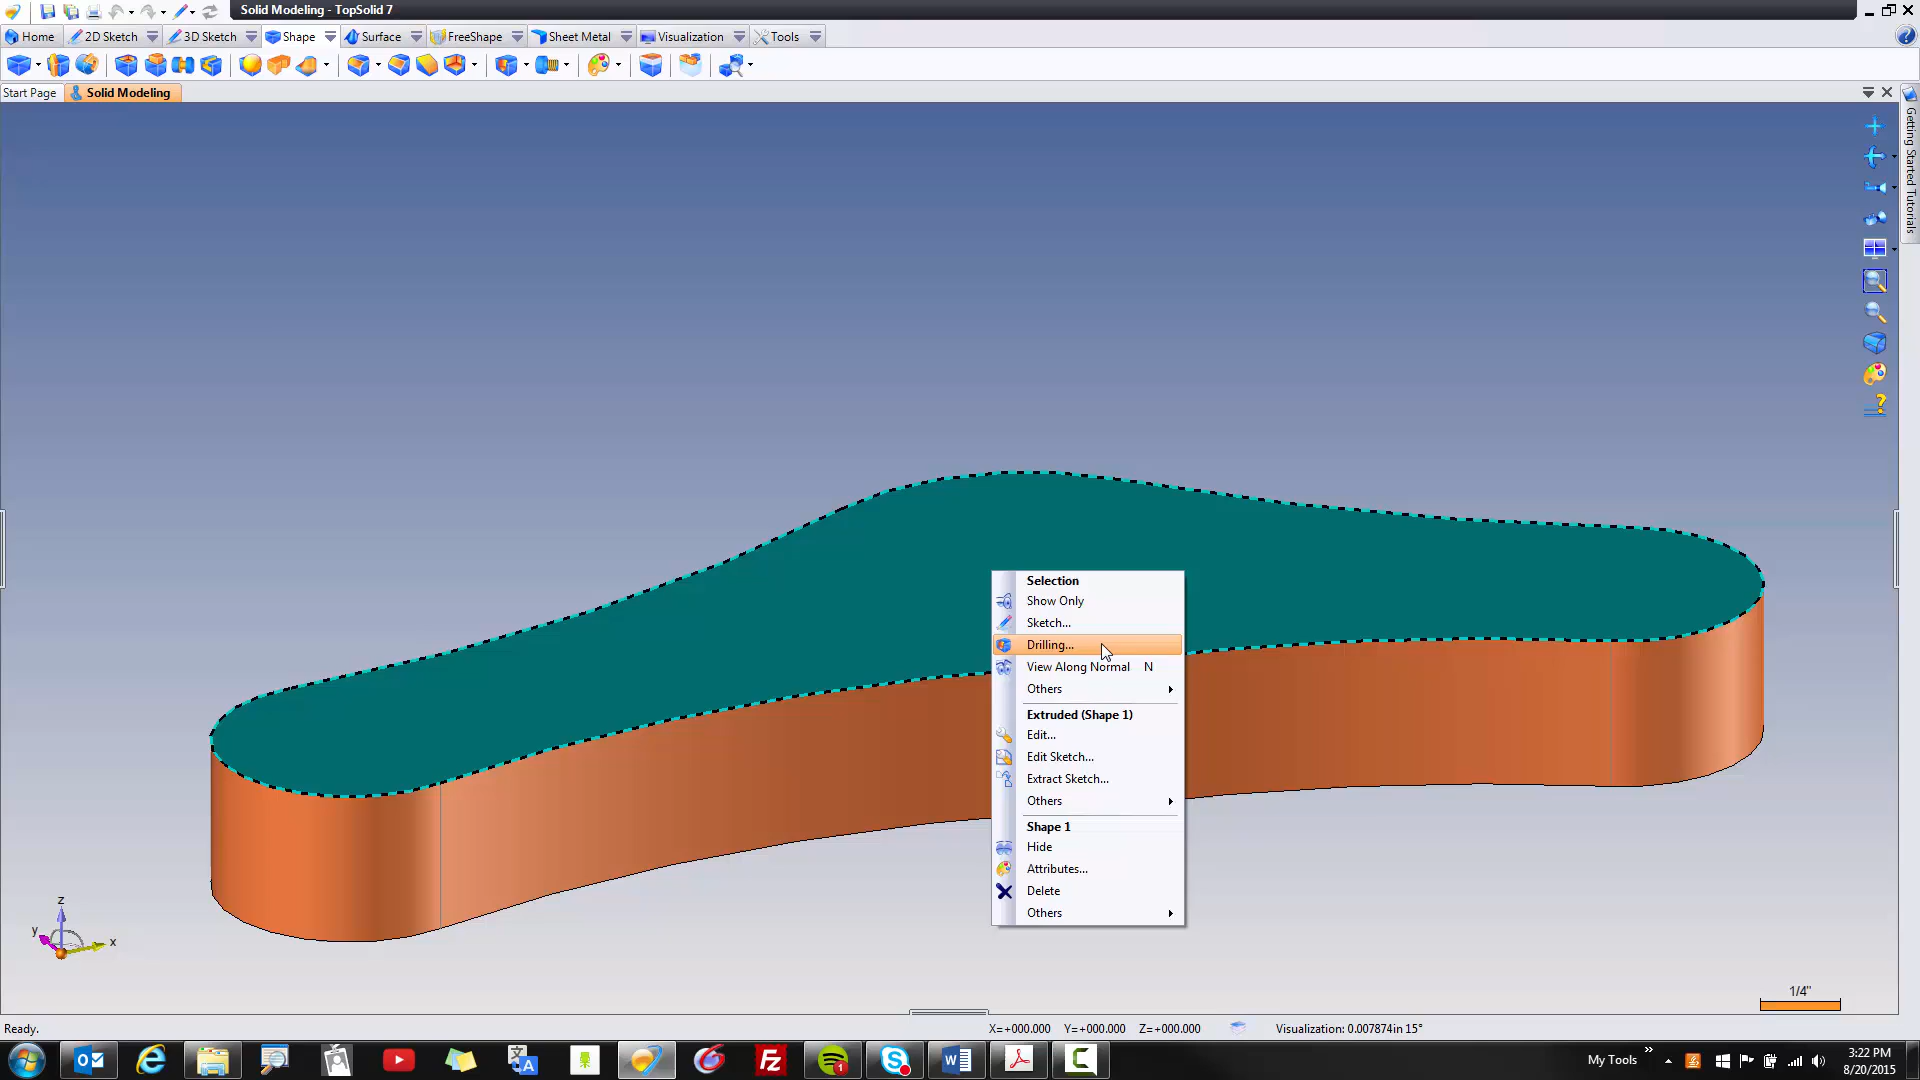 Solid Modeling - TopSolid 7
Home
2D Sketch
3D Sketch
Shape
Surface
FreeShape
Sheet Metal
Visualization
Tools
Start Page
Solid Modeling
Getting Started Tutorials
Selection
Show Only
Sketch...
Drilling...
View Along Normal N
Others
Extruded (Shape 1)
Edit...
Edit Sketch...
Extract Sketch...
Others
Shape 1
Hide
Attributes...
Delete
Others
z
y
x
1/4"
Ready.
X=+000.000 Y=+000.000 Z=+000.000
Visualization: 0.007874in 15°
My Tools
3:22 PM
8/20/2015